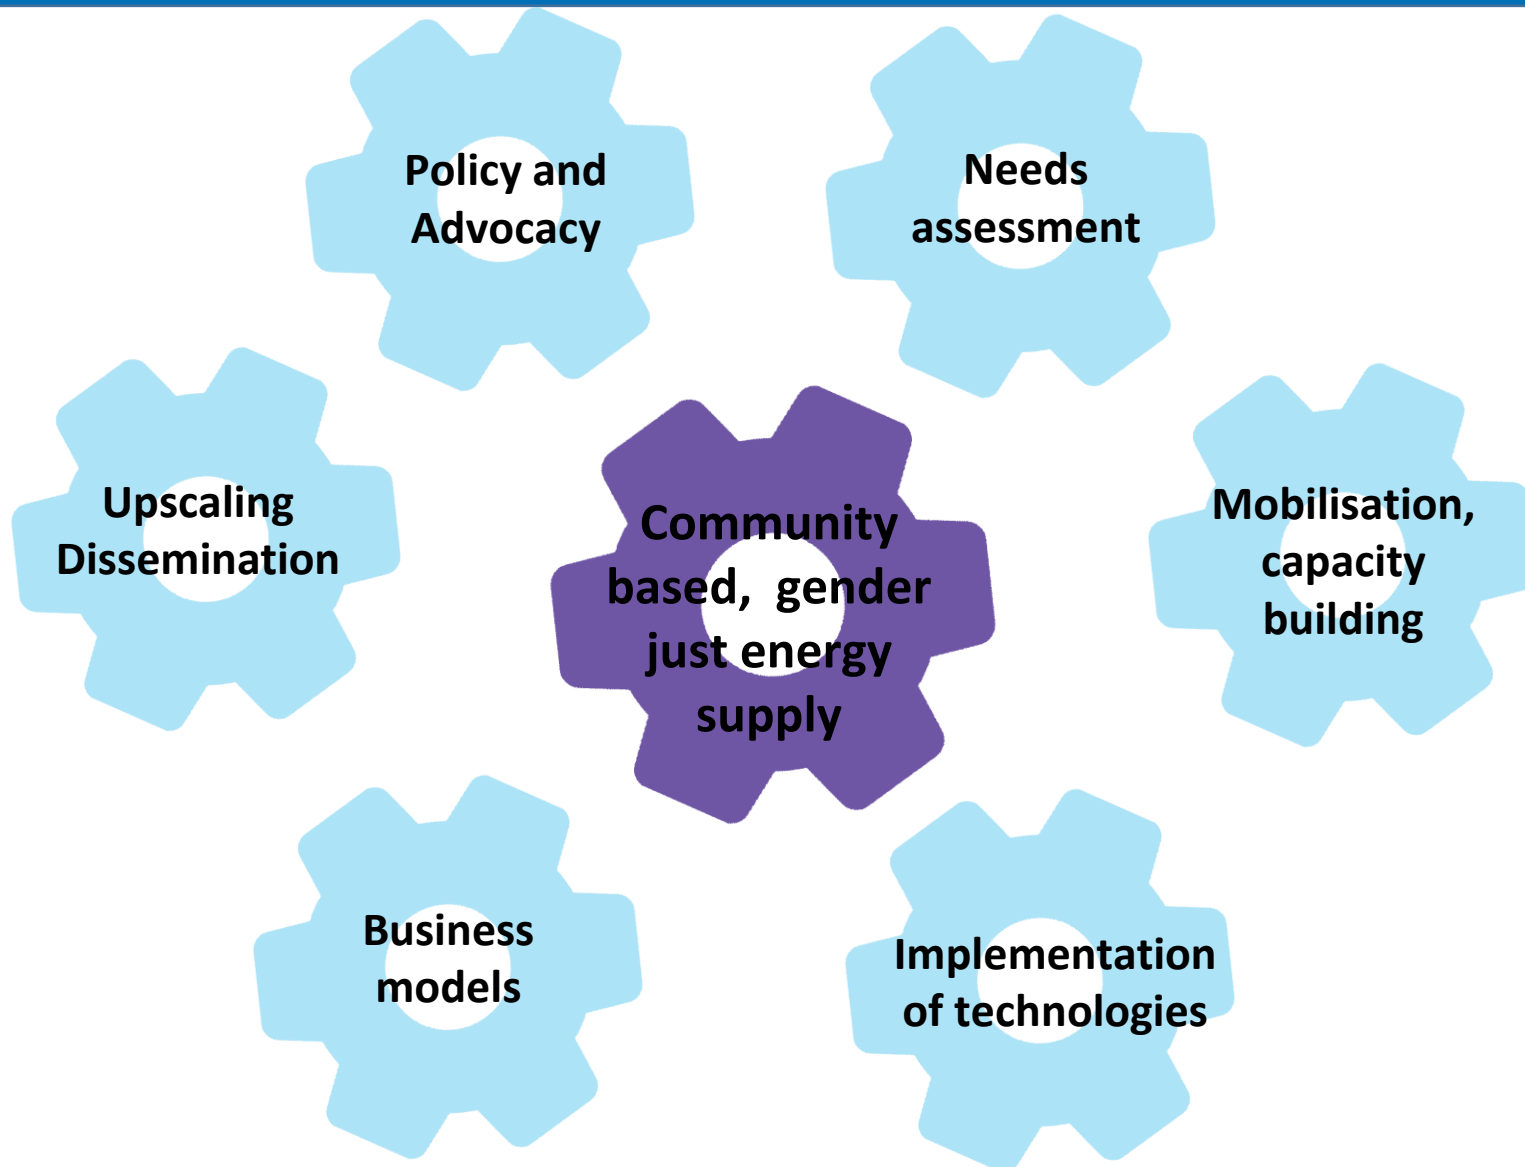 Policy and
Advocacy
Needs
assessment
Upscaling
Dissemination
Community
based,  gender
just energy
supply
Mobilisation,
capacity
building
Business
models
Implementation
of technologies